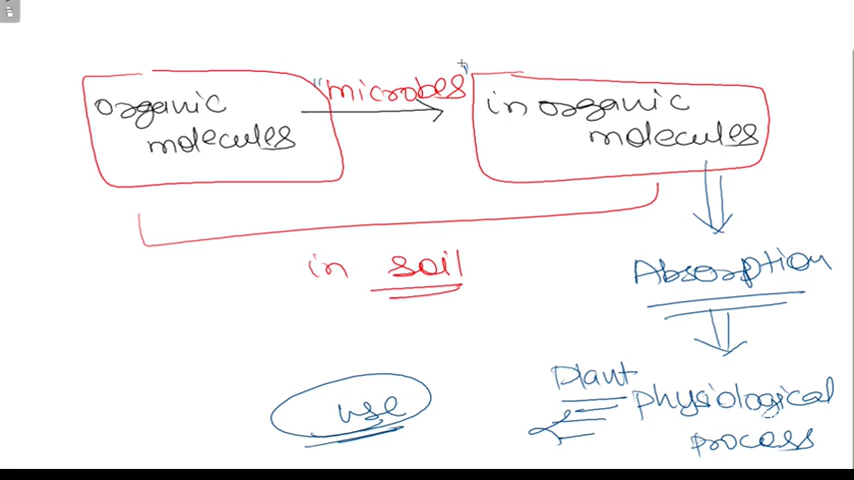 organic
molecules
"microbes"
inorganic
molecules
in soil
Absorption
Plant
physiological
process
use